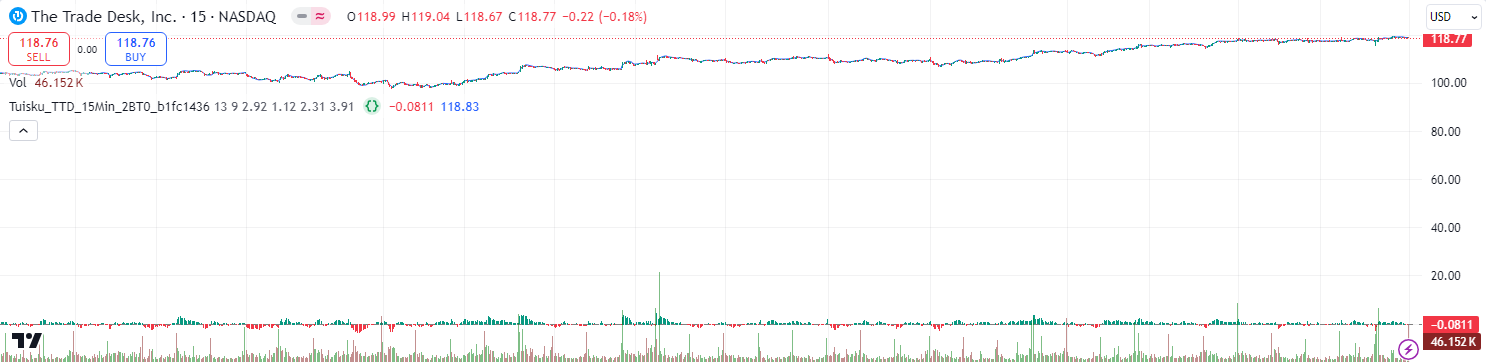 The Trade Desk, Inc. · 15 · NASDAQ O118.99 H119.04 L118.67 C118.77 −0.22 (−0.18%)
USD
118.76 SELL 0.00 118.76 BUY
118.77
Vol 46.152 K
100.00
Tuisku_TTD_15Min_2BT0_b1fc1436 13 9 2.92 1.12 2.31 3.91 {} −0.0811 118.83
80.00
60.00
40.00
20.00
−0.0811
46.152 K